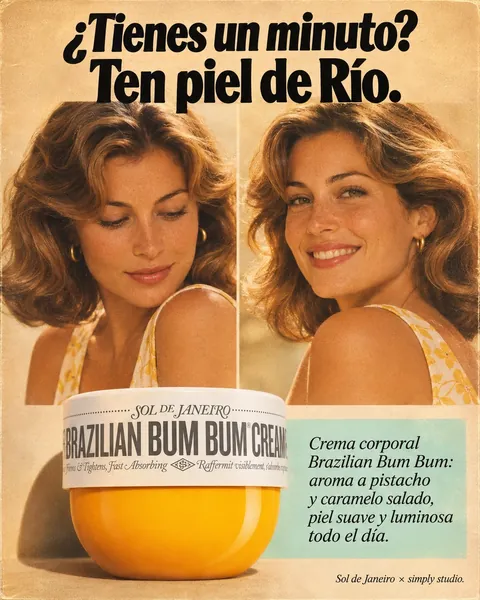 ¿Tienes un minuto?
Ten piel de Río.
SOL DE JANEIRO
BRAZILIAN BUM BUM CREAM
& Tightens, Fast Absorbing
Raffermit visiblement,
Crema corporal
Brazilian Bum Bum:
aroma a pistacho
y caramelo salado,
piel suave y luminosa
todo el día.
Sol de Janeiro × simply studio.